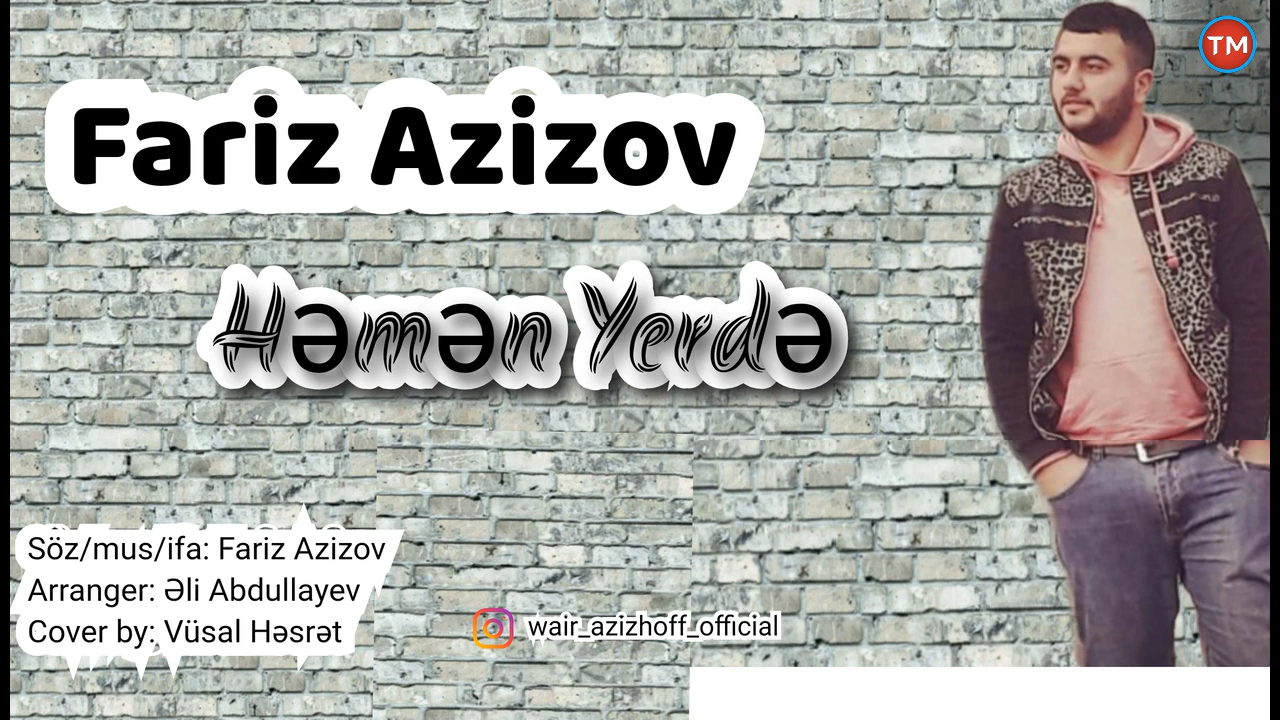 TM
Fariz Azizov
Həmən Yerdə
Söz/mus/ifa: Fariz Azizov
Arranger: Əli Abdullayev
Cover by: Vüsal Həsrət
wair_azizhoff_official